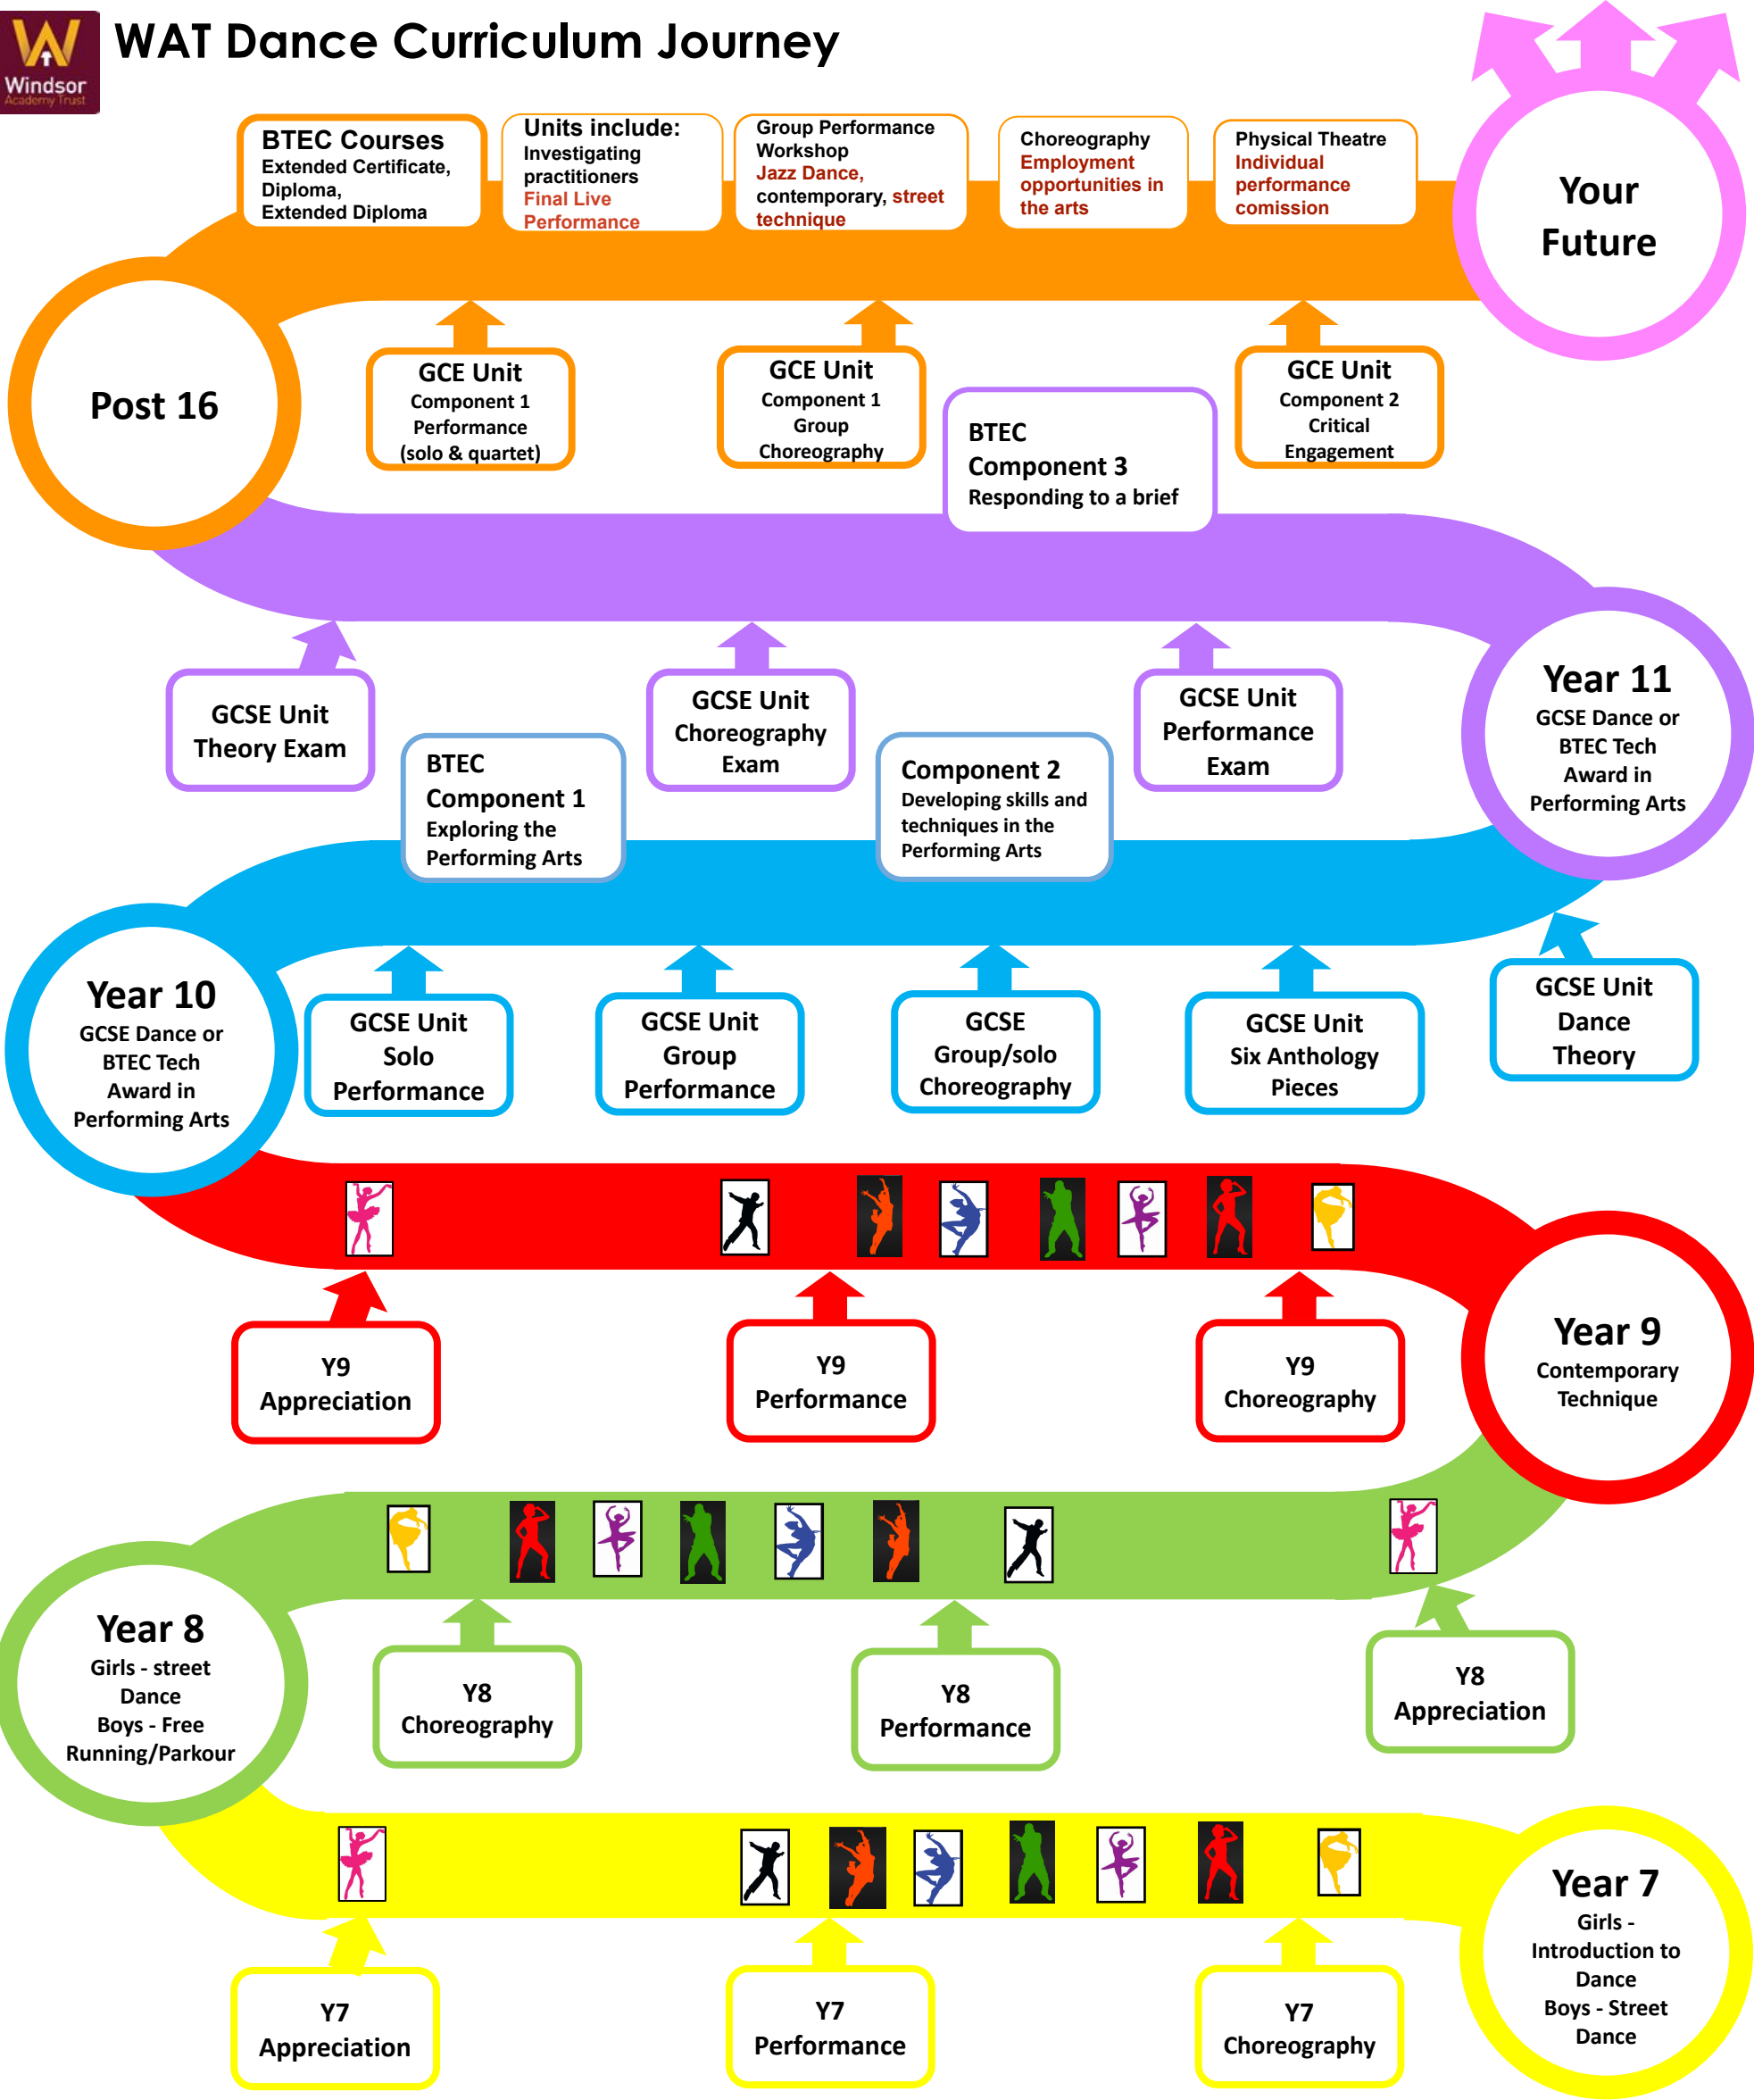 WAT Dance Curriculum Journey
Windsor
Academy Trust
BTEC Courses
Extended Certificate,
Diploma,
Extended Diploma
Units include:
Investigating
practitioners
Final Live
Performance
Group Performance
Workshop
Jazz Dance,
contemporary, street
technique
Choreography
Employment
opportunities in
the arts
Physical Theatre
Individual
performance
comission
Your
Future
Post 16
GCE Unit
Component 1
Performance
(solo & quartet)
GCE Unit
Component 1
Group
Choreography
BTEC
Component 3
Responding to a brief
GCE Unit
Component 2
Critical
Engagement
GCSE Unit
Theory Exam
BTEC
Component 1
Exploring the
Performing Arts
GCSE Unit
Choreography
Exam
Component 2
Developing skills and
techniques in the
Performing Arts
GCSE Unit
Performance
Exam
Year 11
GCSE Dance or
BTEC Tech
Award in
Performing Arts
Year 10
GCSE Dance or
BTEC Tech
Award in
Performing Arts
GCSE Unit
Solo
Performance
GCSE Unit
Group
Performance
GCSE
Group/solo
Choreography
GCSE Unit
Six Anthology
Pieces
GCSE Unit
Dance
Theory
Y9
Appreciation
Y9
Performance
Y9
Choreography
Year 9
Contemporary
Technique
Year 8
Girls - street
Dance
Boys - Free
Running/Parkour
Y8
Choreography
Y8
Performance
Y8
Appreciation
Y7
Appreciation
Y7
Performance
Y7
Choreography
Year 7
Girls -
Introduction to
Dance
Boys - Street
Dance